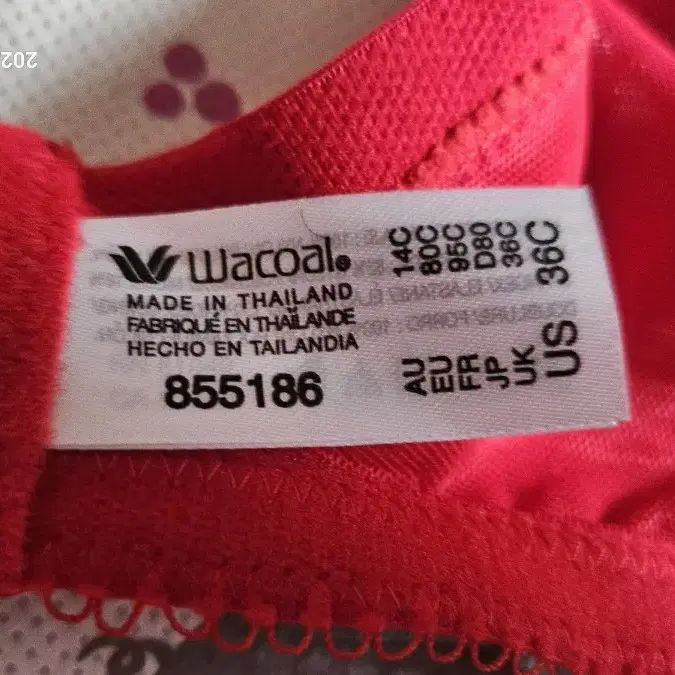 202
Wacoal®
MADE IN THAILAND
FABRIQUÉ EN THAÏLANDE
HECHO EN TAILANDIA
855186
AU 14C
EU 80C
FR 95C
JP D80
UK 36C
US 36C